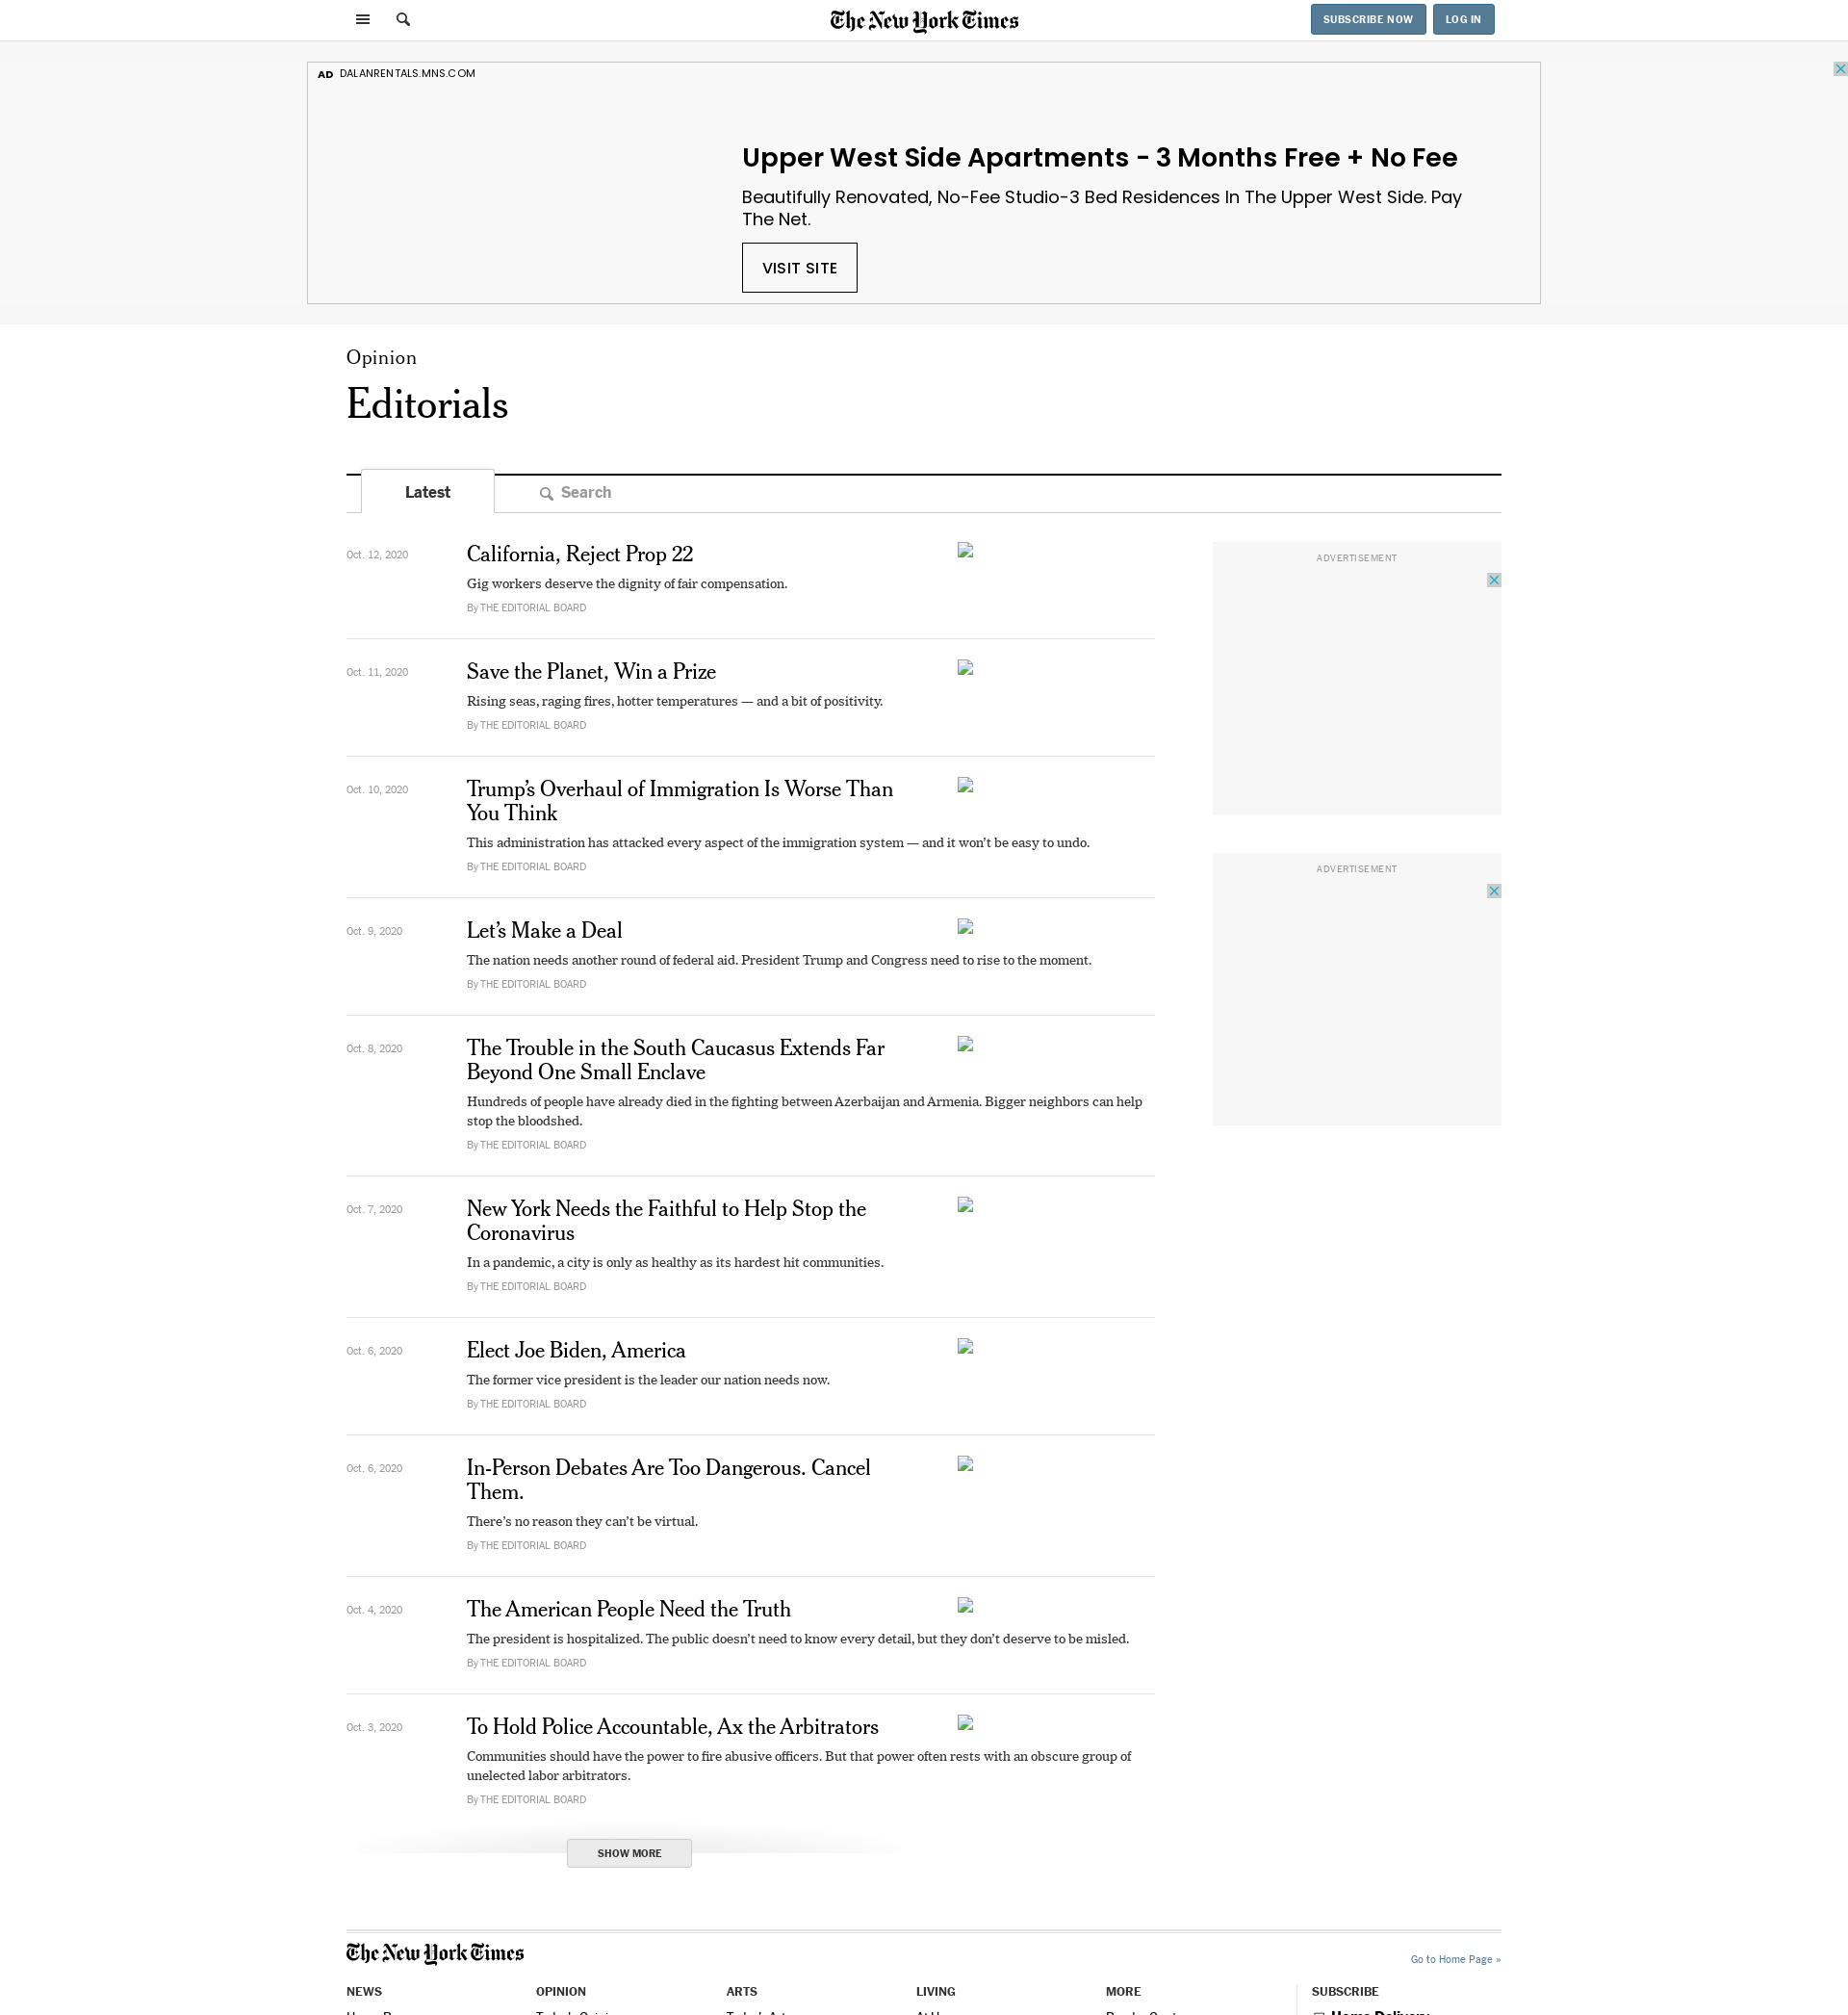 The New York Times
SUBSCRIBE NOW
LOG IN
AD DALANRENTALS.MNS.COM
Upper West Side Apartments - 3 Months Free + No Fee
Beautifully Renovated, No-Fee Studio-3 Bed Residences In The Upper West Side. Pay
The Net.
VISIT SITE
Opinion
Editorials
Latest
Search
Oct. 12, 2020
California, Reject Prop 22
Gig workers deserve the dignity of fair compensation.
By THE EDITORIAL BOARD
ADVERTISEMENT
Oct. 11, 2020
Save the Planet, Win a Prize
Rising seas, raging fires, hotter temperatures — and a bit of positivity.
By THE EDITORIAL BOARD
Oct. 10, 2020
Trump’s Overhaul of Immigration Is Worse Than
You Think
This administration has attacked every aspect of the immigration system — and it won’t be easy to undo.
By THE EDITORIAL BOARD
ADVERTISEMENT
Oct. 9, 2020
Let’s Make a Deal
The nation needs another round of federal aid. President Trump and Congress need to rise to the moment.
By THE EDITORIAL BOARD
Oct. 8, 2020
The Trouble in the South Caucasus Extends Far
Beyond One Small Enclave
Hundreds of people have already died in the fighting between Azerbaijan and Armenia. Bigger neighbors can help
stop the bloodshed.
By THE EDITORIAL BOARD
Oct. 7, 2020
New York Needs the Faithful to Help Stop the
Coronavirus
In a pandemic, a city is only as healthy as its hardest hit communities.
By THE EDITORIAL BOARD
Oct. 6, 2020
Elect Joe Biden, America
The former vice president is the leader our nation needs now.
By THE EDITORIAL BOARD
Oct. 6, 2020
In-Person Debates Are Too Dangerous. Cancel
Them.
There’s no reason they can’t be virtual.
By THE EDITORIAL BOARD
Oct. 4, 2020
The American People Need the Truth
The president is hospitalized. The public doesn’t need to know every detail, but they don’t deserve to be misled.
By THE EDITORIAL BOARD
Oct. 3, 2020
To Hold Police Accountable, Ax the Arbitrators
Communities should have the power to fire abusive officers. But that power often rests with an obscure group of
unelected labor arbitrators.
By THE EDITORIAL BOARD
SHOW MORE
The New York Times
Go to Home Page »
NEWS
OPINION
ARTS
LIVING
MORE
SUBSCRIBE
Home Delivery